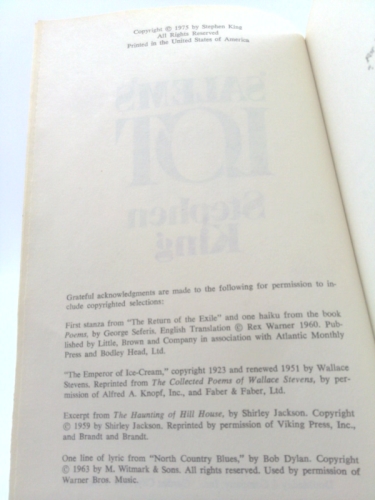 Copyright © 1975 by Stephen King
All Rights Reserved
Printed in the United States of America
SALEM'S
LOT
Stephen
King
Grateful acknowledgments are made to the following for permission to in-
clude copyrighted selections:
First stanza from "The Return of the Exile" and one haiku from the book
Poems, by George Seferis. English Translation © Rex Warner 1960. Pub-
lished by Little, Brown and Company in association with Atlantic Monthly
Press and Bodley Head, Ltd.
"The Emperor of Ice-Cream," copyright 1923 and renewed 1951 by Wallace
Stevens. Reprinted from The Collected Poems of Wallace Stevens, by per-
mission of Alfred A. Knopf, Inc., and Faber & Faber, Ltd.
Excerpt from The Haunting of Hill House, by Shirley Jackson. Copyright
© 1959 by Shirley Jackson. Reprinted by permission of Viking Press, Inc.,
and Brandt and Brandt.
One line of lyric from "North Country Blues," by Bob Dylan. Copyright
© 1963 by M. Witmark & Sons. All rights reserved. Used by permission of
Warner Bros. Music.